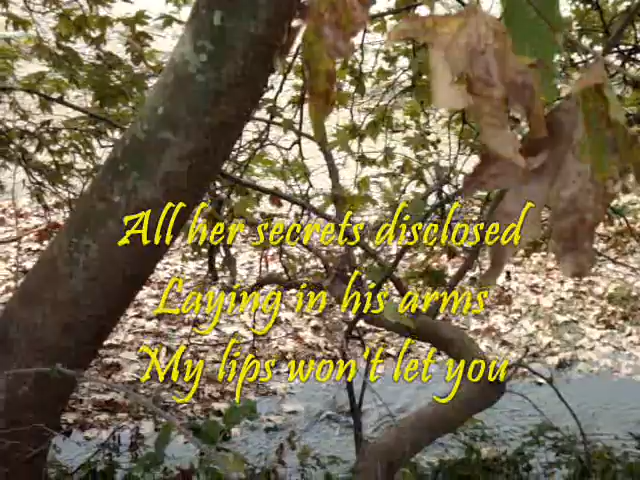 All her secrets disclosed
Laying in his arms
My lips won't let you